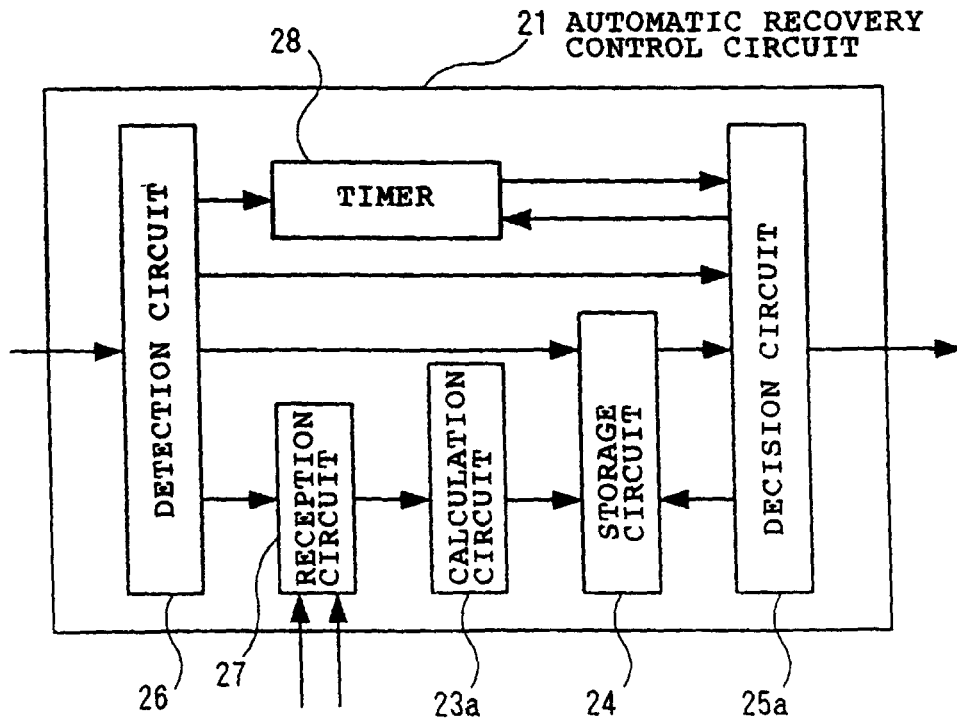 21 AUTOMATIC RECOVERY
CONTROL CIRCUIT
28
TIMER
DETECTION CIRCUIT
RECEPTION
CIRCUIT
CALCULATION
CIRCUIT
STORAGE
CIRCUIT
DECISION CIRCUIT
26
27
23a
24
25a